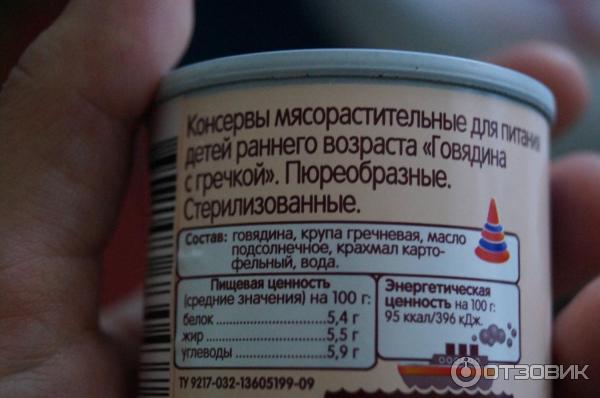 Консервы мясорастительные для питания
детей раннего возраста «Говядина
с гречкой». Пюреобразные.
Стерилизованные.
Состав: говядина, крупа гречневая, масло
подсолнечное, крахмал карто-
фельный, вода.
Пищевая ценность
(средние значения) на 100 г:
белок 5,4 г
жир 5,5 г
углеводы 5,9 г
Энергетическая
ценность на 100 г:
95 ккал/396 кДж.
ТУ 9217-032-13605199-09
ОТЗОВИК